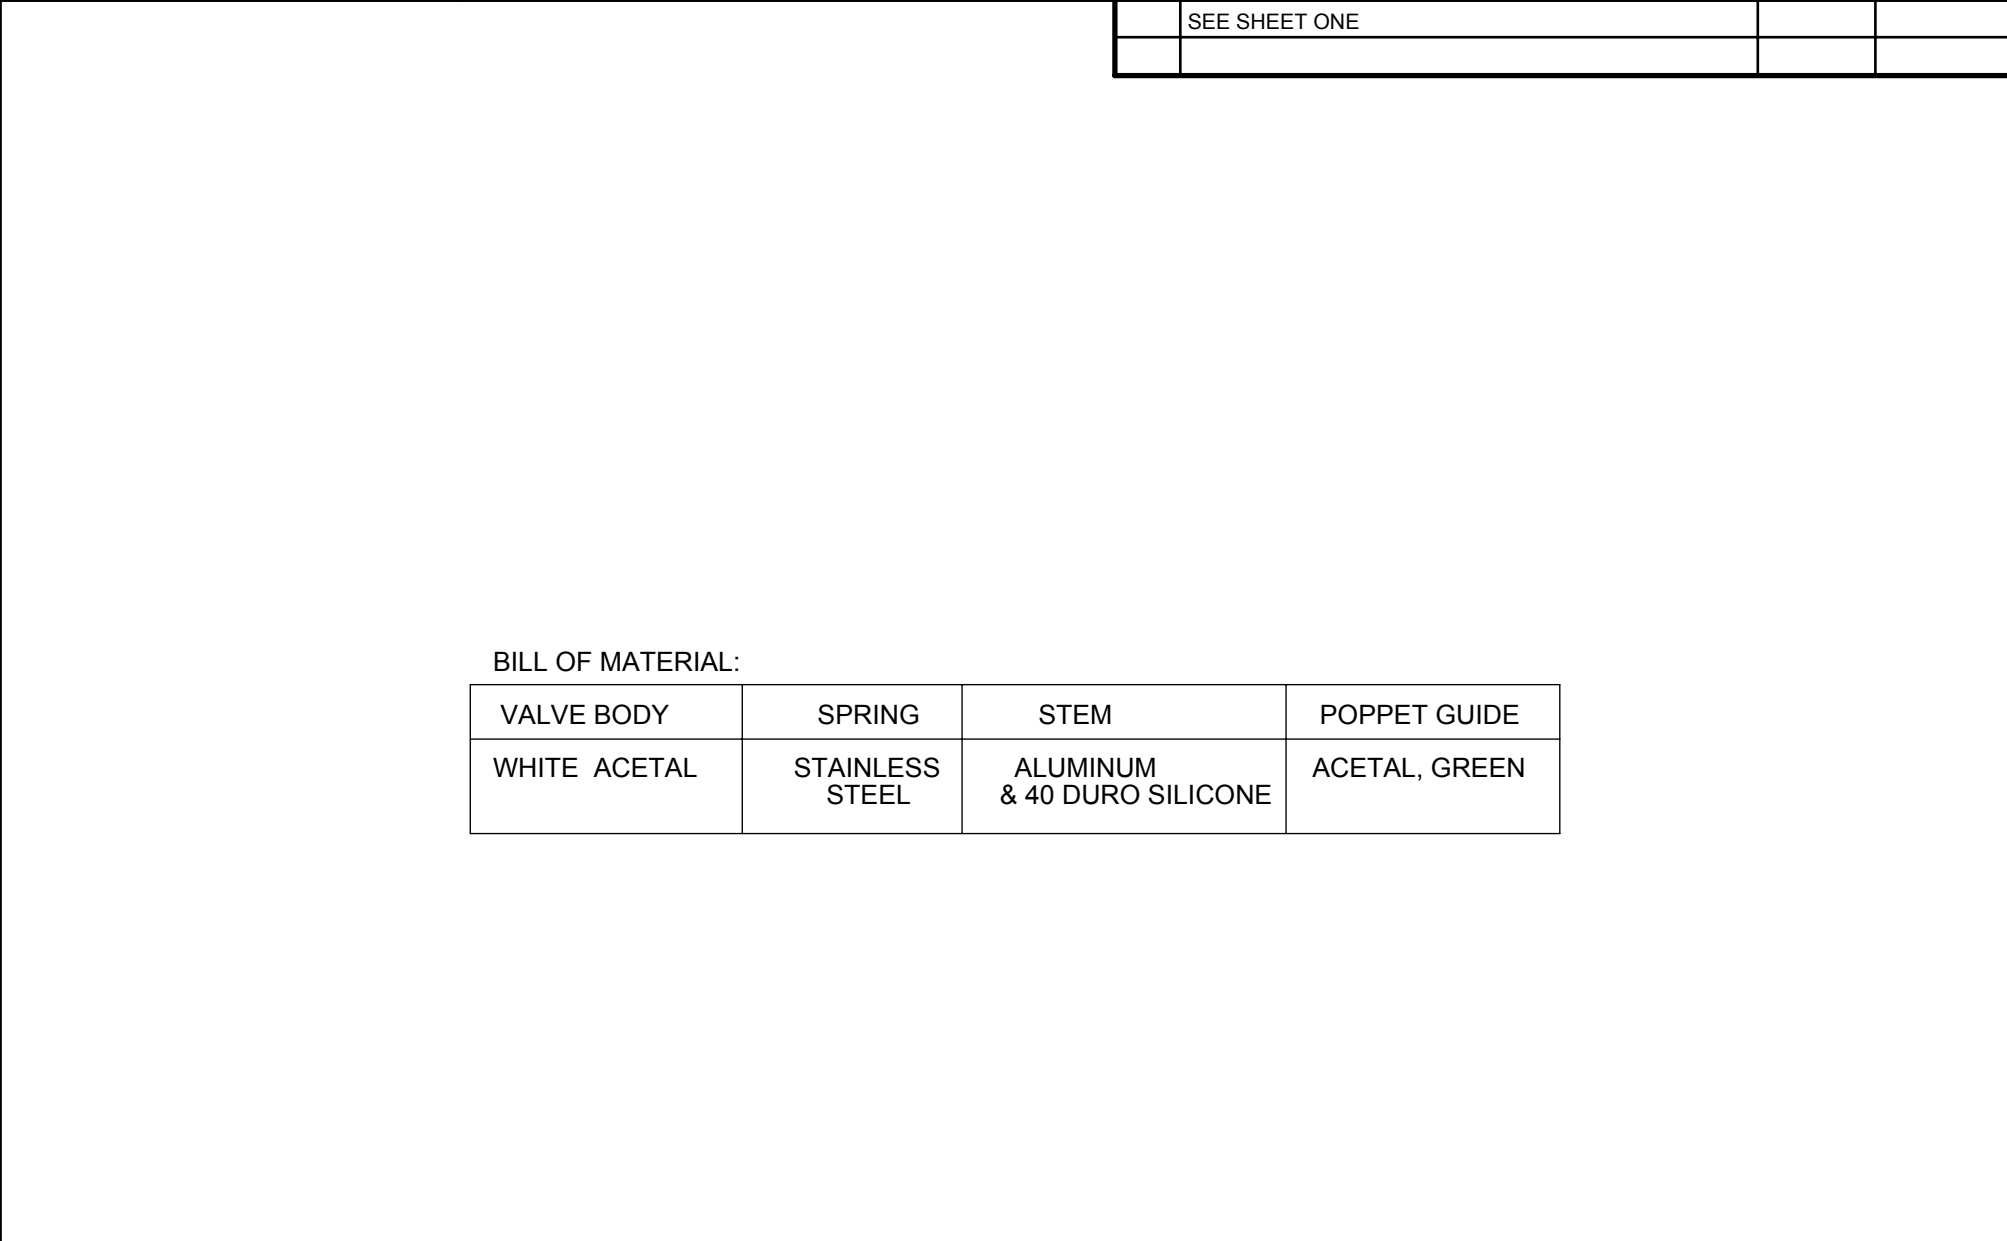 SEE SHEET ONE
BILL OF MATERIAL:
VALVE BODY SPRING STEM POPPET GUIDE
WHITE ACETAL STAINLESS ALUMINUM ACETAL, GREEN
STEEL & 40 DURO SILICONE